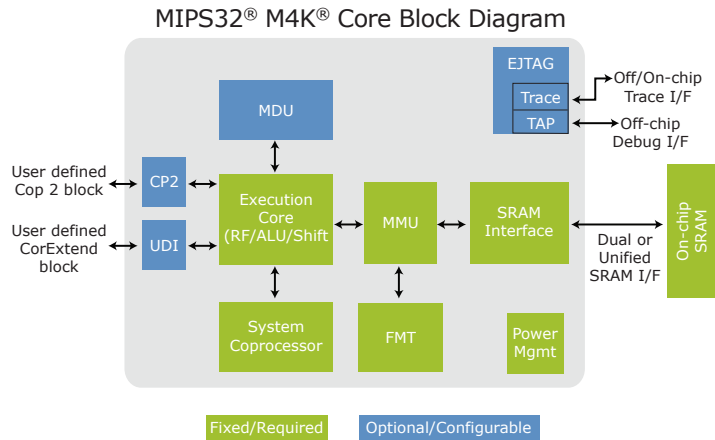 MIPS32® M4K® Core Block Diagram
EJTAG
Trace
TAP
Off/On-chip
Trace I/F
Off-chip
Debug I/F
MDU
User defined
Cop 2 block
CP2
User defined
CorExtend
block
UDI
Execution
Core
(RF/ALU/Shift
MMU
SRAM
Interface
Dual or
Unified
SRAM I/F
On-chip
SRAM
System
Coprocessor
FMT
Power
Mgmt
Fixed/Required
Optional/Configurable